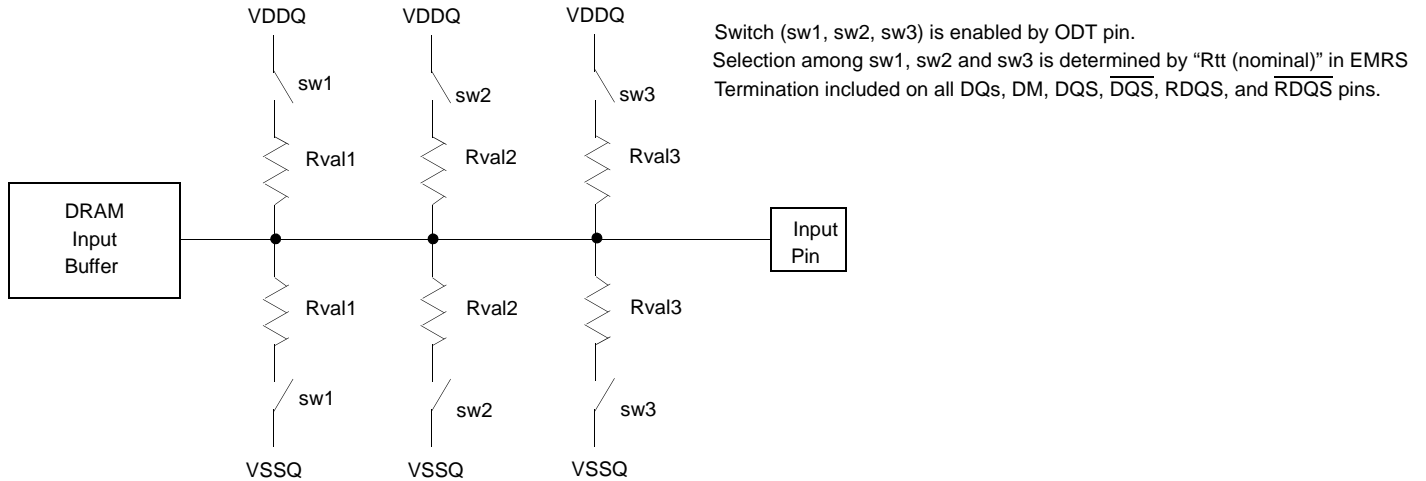 VDDQ VDDQ VDDQ
Switch (sw1, sw2, sw3) is enabled by ODT pin.
Selection among sw1, sw2 and sw3 is determined by “Rtt (nominal)” in EMRS
Termination included on all DQs, DM, DQS, D̅Q̅S̅, RDQS, and R̅D̅Q̅S̅ pins.
sw1 sw2 sw3
Rval1 Rval2 Rval3
DRAM
Input
Buffer
Input
Pin
Rval1 Rval2 Rval3
sw1 sw2 sw3
VSSQ VSSQ VSSQ